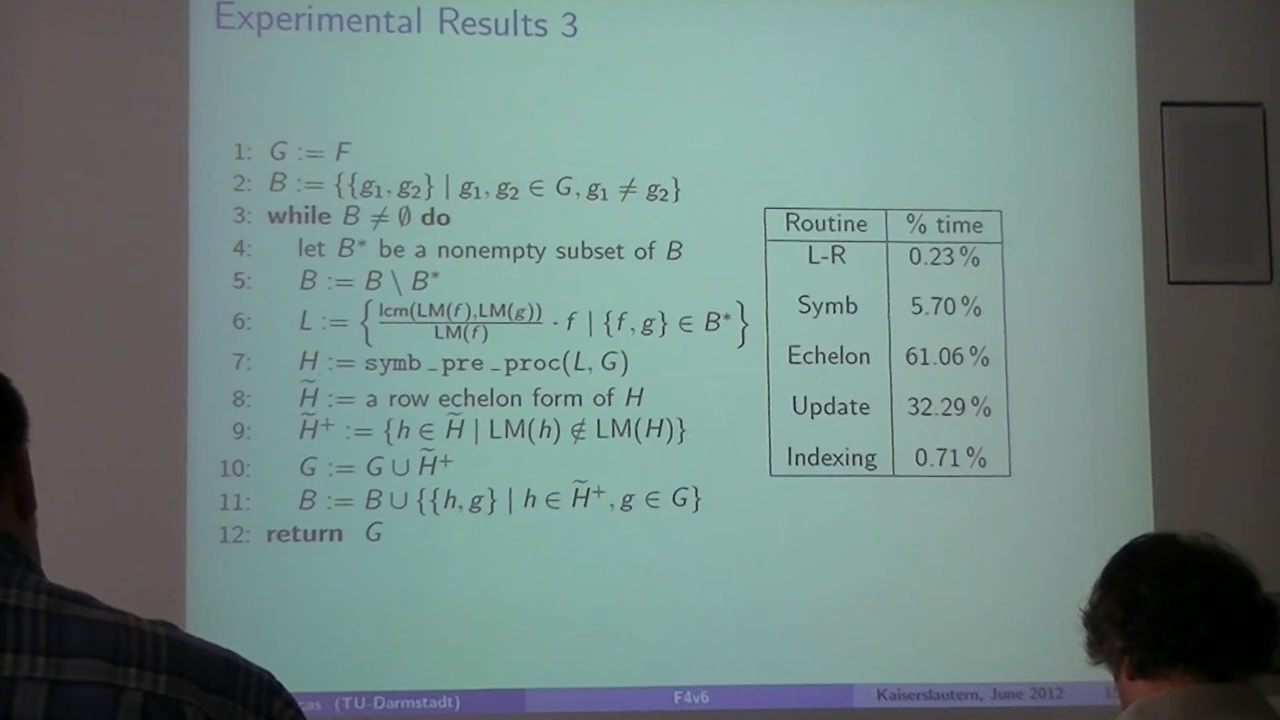 Experimental Results 3
1: G := F
2: B := {{g₁, g₂} | g₁, g₂ ∈ G, g₁ ≠ g₂}
3: while B ≠ ∅ do
4: let B* be a nonempty subset of B
5: B := B \ B*
6: L := { lcm(LM(f),LM(g)) / LM(f) · f | {f, g} ∈ B* }
7: H := symb_pre_proc(L, G)
8: H̃ := a row echelon form of H
9: H̃⁺ := {h ∈ H̃ | LM(h) ∉ LM(H)}
10: G := G ∪ H̃⁺
11: B := B ∪ {{h, g} | h ∈ H̃⁺, g ∈ G}
12: return G
Routine % time
L-R 0.23 %
Symb 5.70 %
Echelon 61.06 %
Update 32.29 %
Indexing 0.71 %
(TU-Darmstadt) F4v6 Kaiserslautern, June 2012